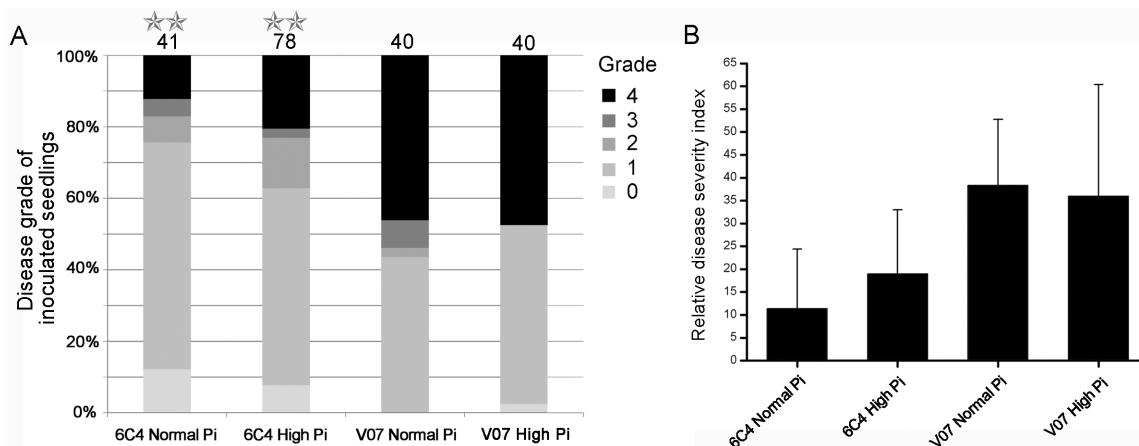 A
41
78
40
40
100%
80%
60%
40%
20%
0%
Disease grade of
inoculated seedlings
6C4 Normal Pi
6C4 High Pi
V07 Normal Pi
V07 High Pi
Grade
4
3
2
1
0
B
65
60
55
50
45
40
35
30
25
20
15
10
5
0
Relative disease severity index
6C4 Normal Pi
6C4 High Pi
V07 Normal Pi
V07 High Pi